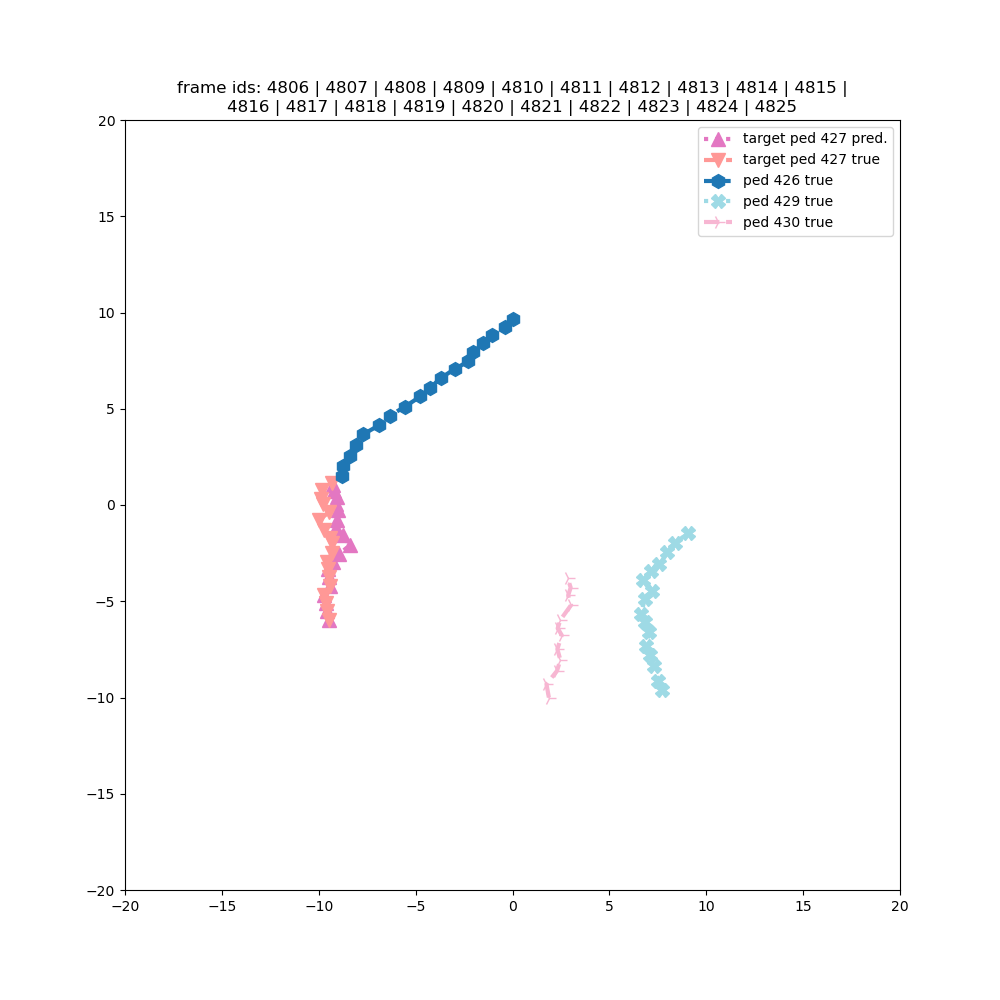 frame ids: 4806 | 4807 | 4808 | 4809 | 4810 | 4811 | 4812 | 4813 | 4814 | 4815 |
4816 | 4817 | 4818 | 4819 | 4820 | 4821 | 4822 | 4823 | 4824 | 4825
target ped 427 pred.
target ped 427 true
ped 426 true
ped 429 true
ped 430 true
20
15
10
5
0
−5
−10
−15
−20
−20 −15 −10 −5 0 5 10 15 20